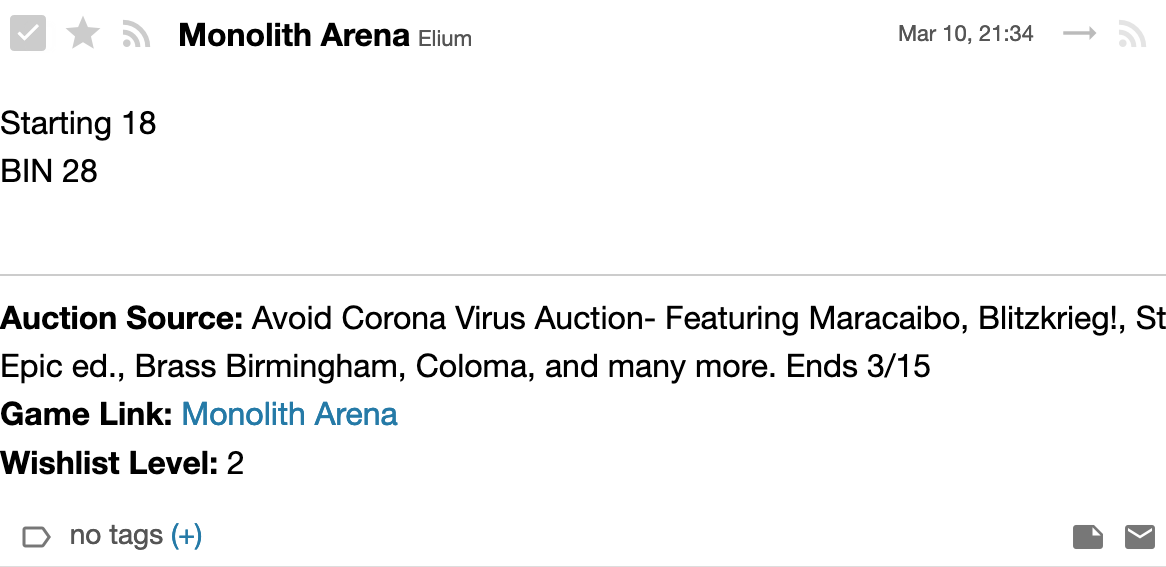 Monolith Arena Elium Mar 10, 21:34
Starting 18
BIN 28
Auction Source: Avoid Corona Virus Auction- Featuring Maracaibo, Blitzkrieg!, St
Epic ed., Brass Birmingham, Coloma, and many more. Ends 3/15
Game Link: Monolith Arena
Wishlist Level: 2
no tags (+)